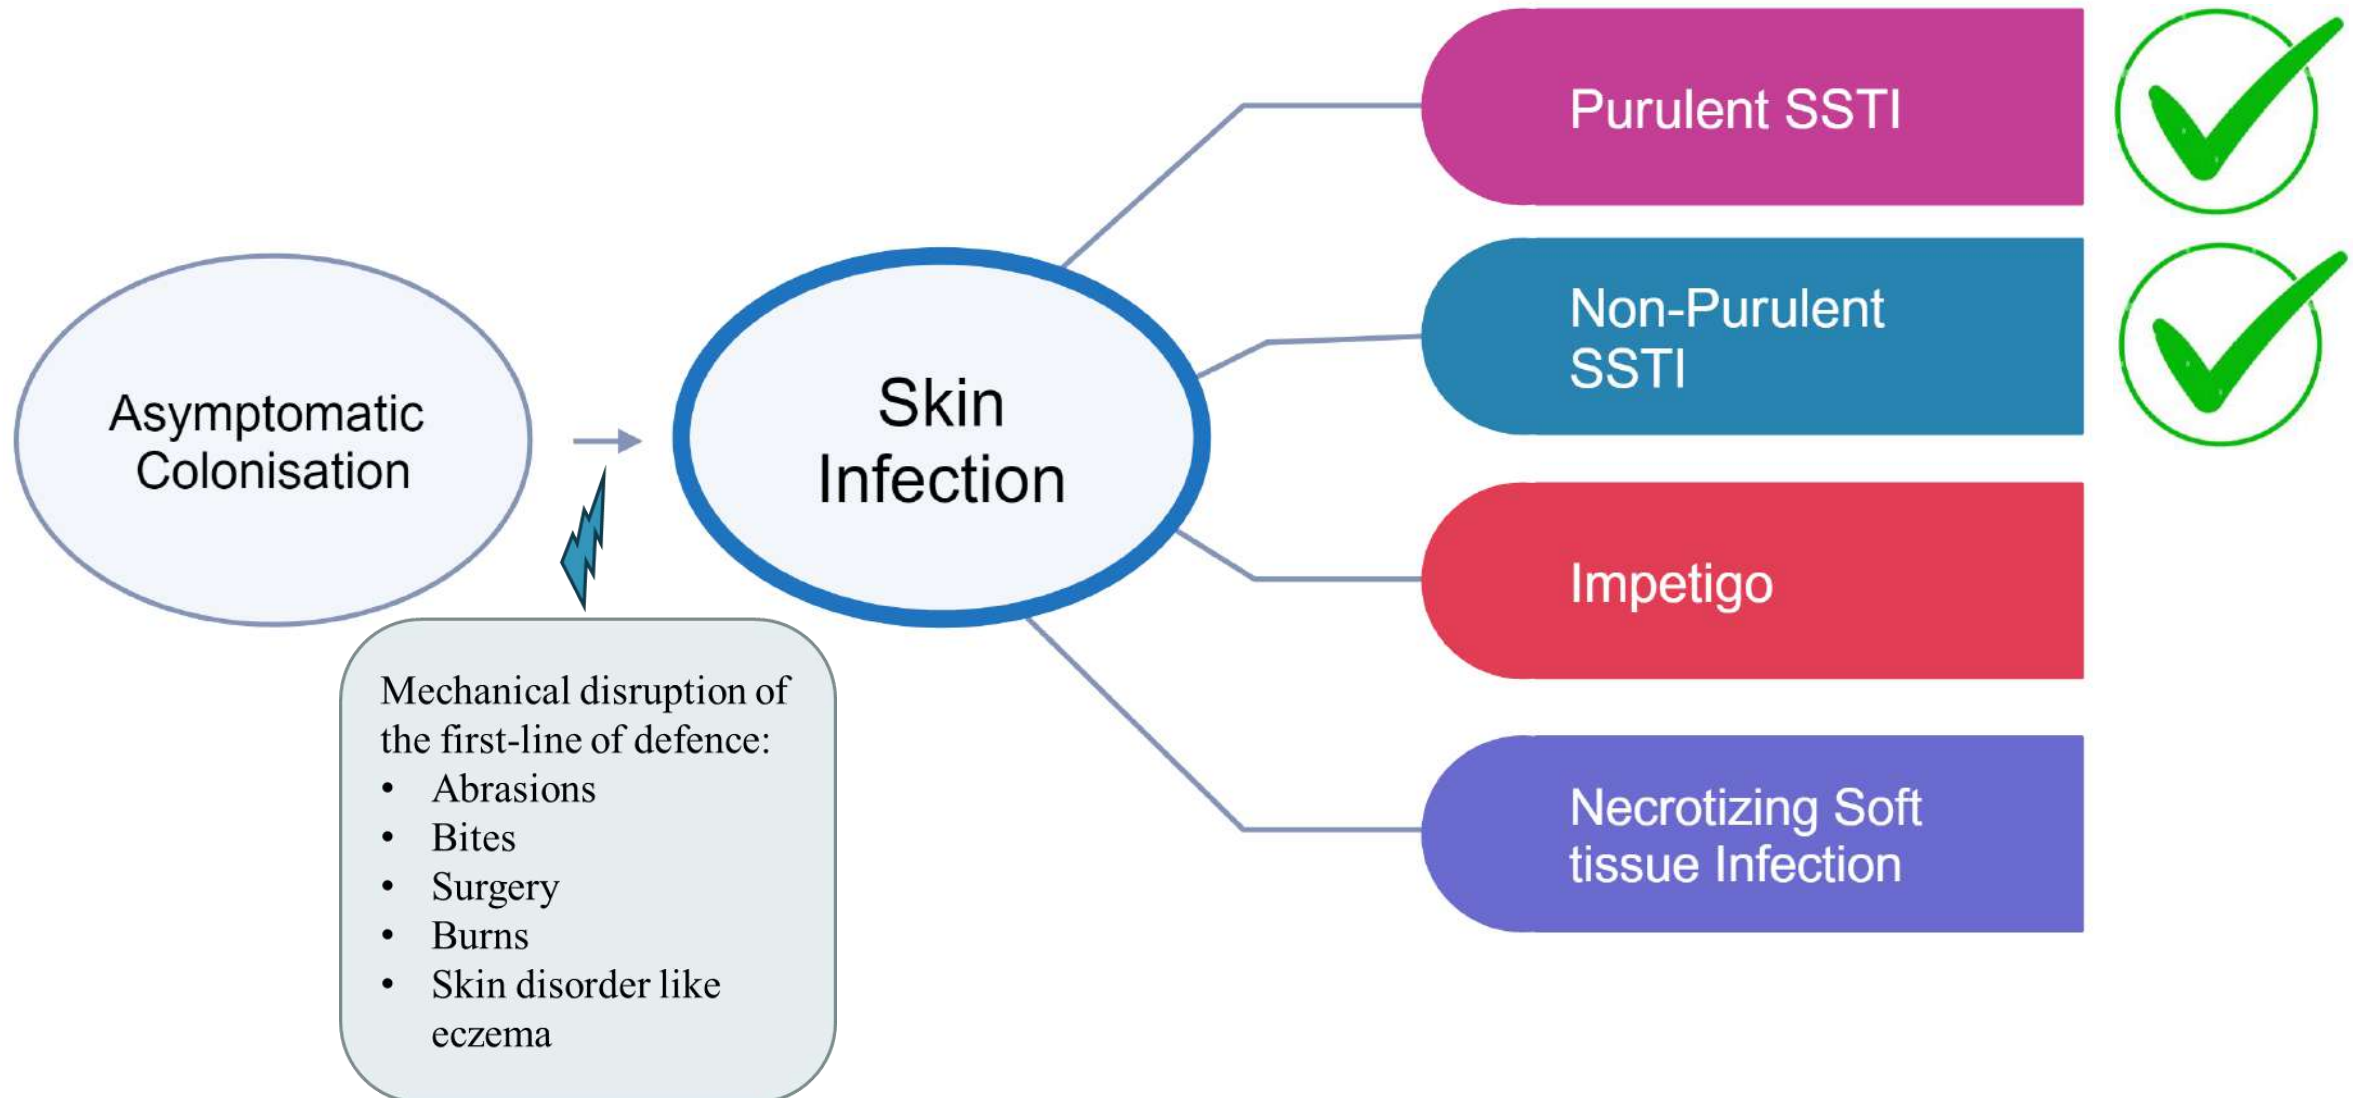 Asymptomatic
Colonisation
Mechanical disruption of
the first-line of defence:
• Abrasions
• Bites
• Surgery
• Burns
• Skin disorder like
eczema
Skin
Infection
Purulent SSTI
Non-Purulent
SSTI
Impetigo
Necrotizing Soft
tissue Infection